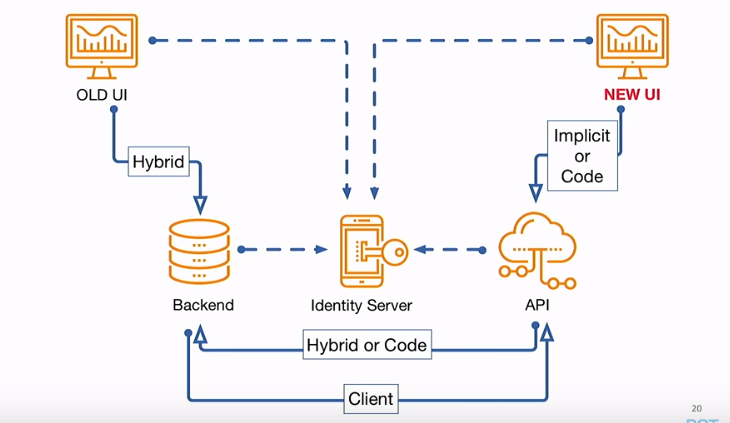 OLD UI
NEW UI
Hybrid
Implicit
or
Code
Backend
Identity Server
API
Hybrid or Code
Client
20